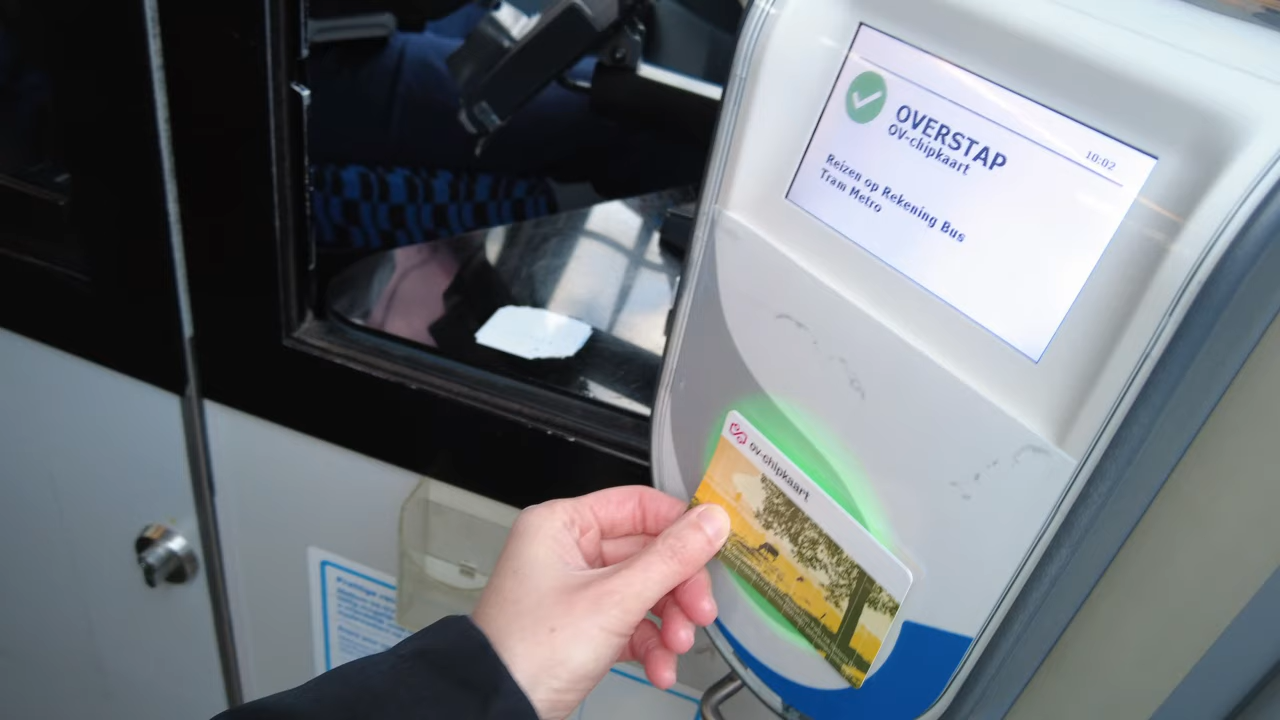 10:02
OVERSTAP
OV-chipkaart
Reizen op Rekening Bus
Tram Metro
ov-chipkaart